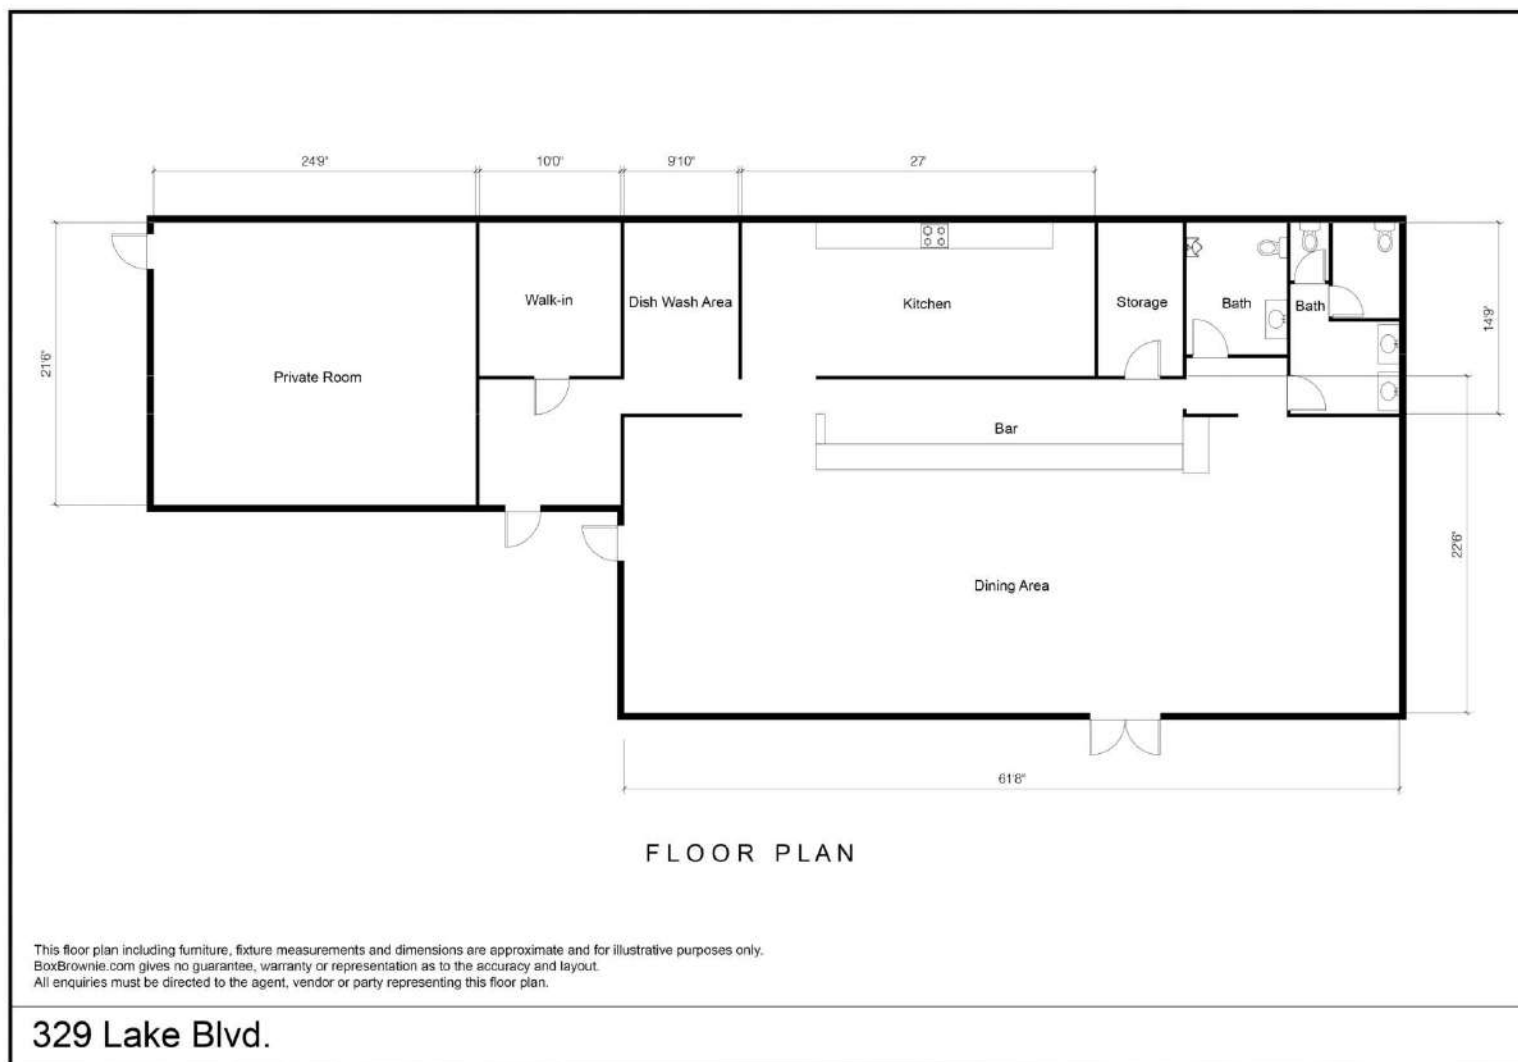 24'9"
10'0"
9'10"
27'
21'6"
14'9"
Walk-in
Dish Wash Area
Kitchen
Storage
Bath
Bath
Private Room
Bar
22'6"
Dining Area
61'8"
FLOOR PLAN
This floor plan including furniture, fixture measurements and dimensions are approximate and for illustrative purposes only.
BoxBrownie.com gives no guarantee, warranty or representation as to the accuracy and layout.
All enquiries must be directed to the agent, vendor or party representing this floor plan.
329 Lake Blvd.